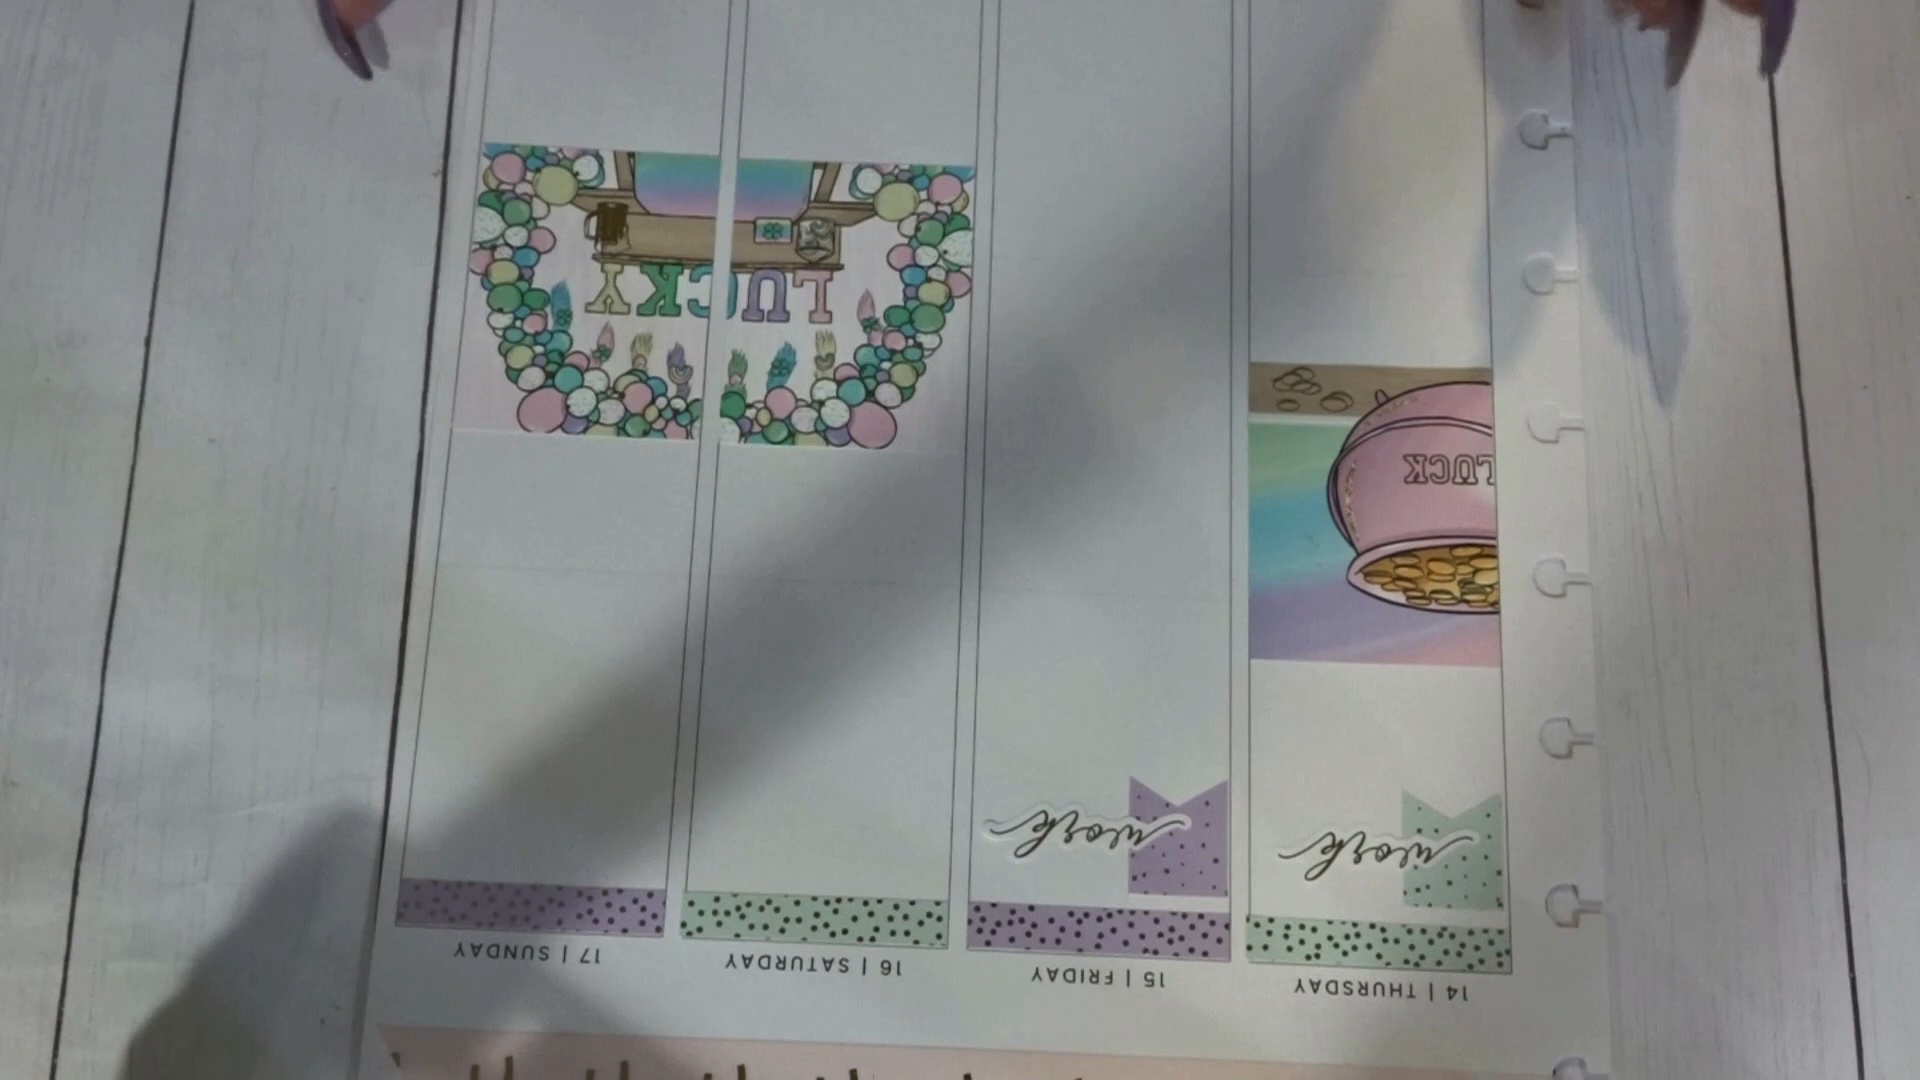 14 | THURSDAY
15 | FRIDAY
16 | SATURDAY
17 | SUNDAY
work
work
LUCK
LUCKY